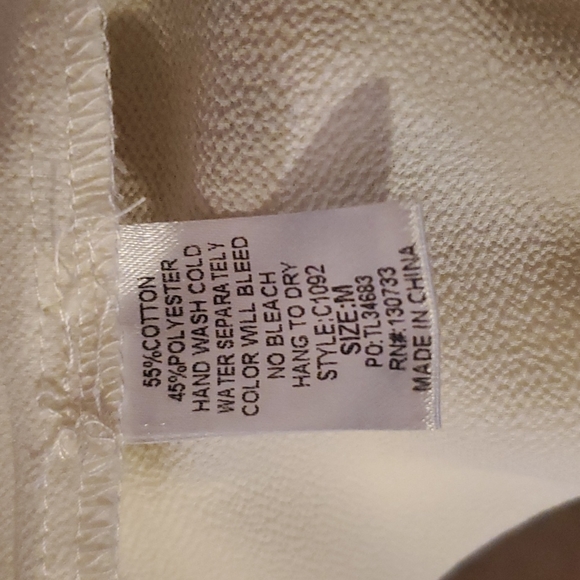 55%COTTON
45%POLYESTER
HAND WASH COLD
WATER SEPARATELY
COLOR WILL BLEED
NO BLEACH
HANG TO DRY
STYLE:C1092
SIZE:M
PO:TL34683
RN#:130733
MADE IN CHINA